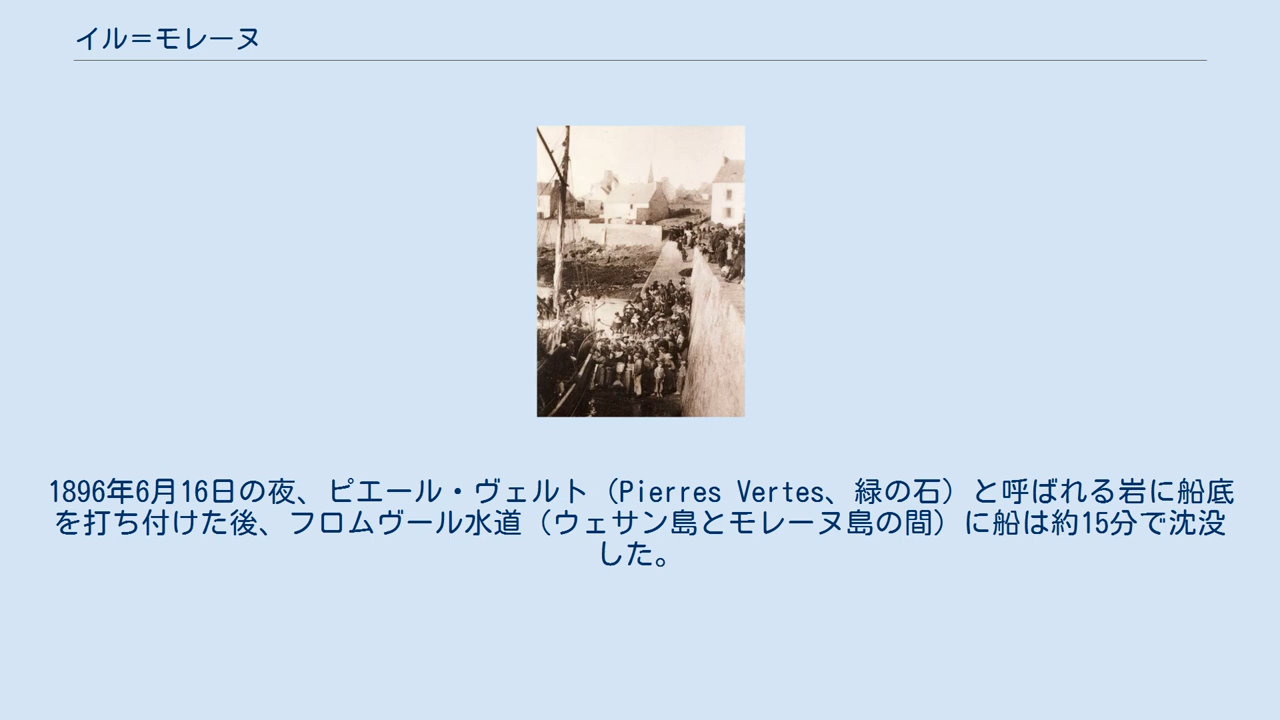 イル＝モレーヌ
1896年6月16日の夜、ピエール・ヴェルト（Pierres Vertes、緑の石）と呼ばれる岩に船底
を打ち付けた後、フロムヴール水道（ウェサン島とモレーヌ島の間）に船は約15分で沈没
した。